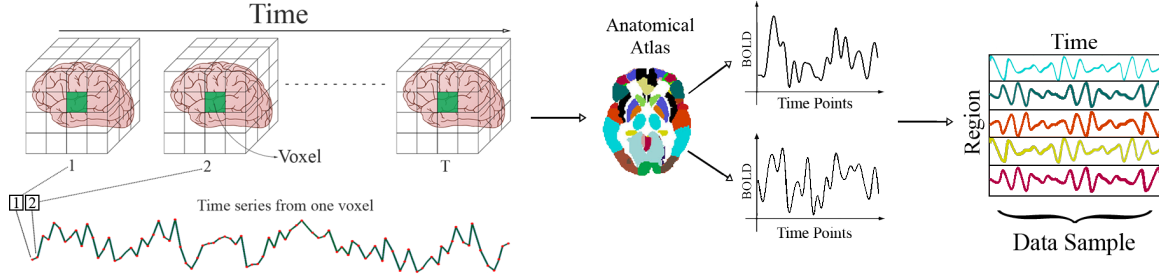 Time
Voxel
1
2
T
1 2
Time series from one voxel
Anatomical
Atlas
BOLD
Time Points
BOLD
Time Points
Time
Region
Data Sample